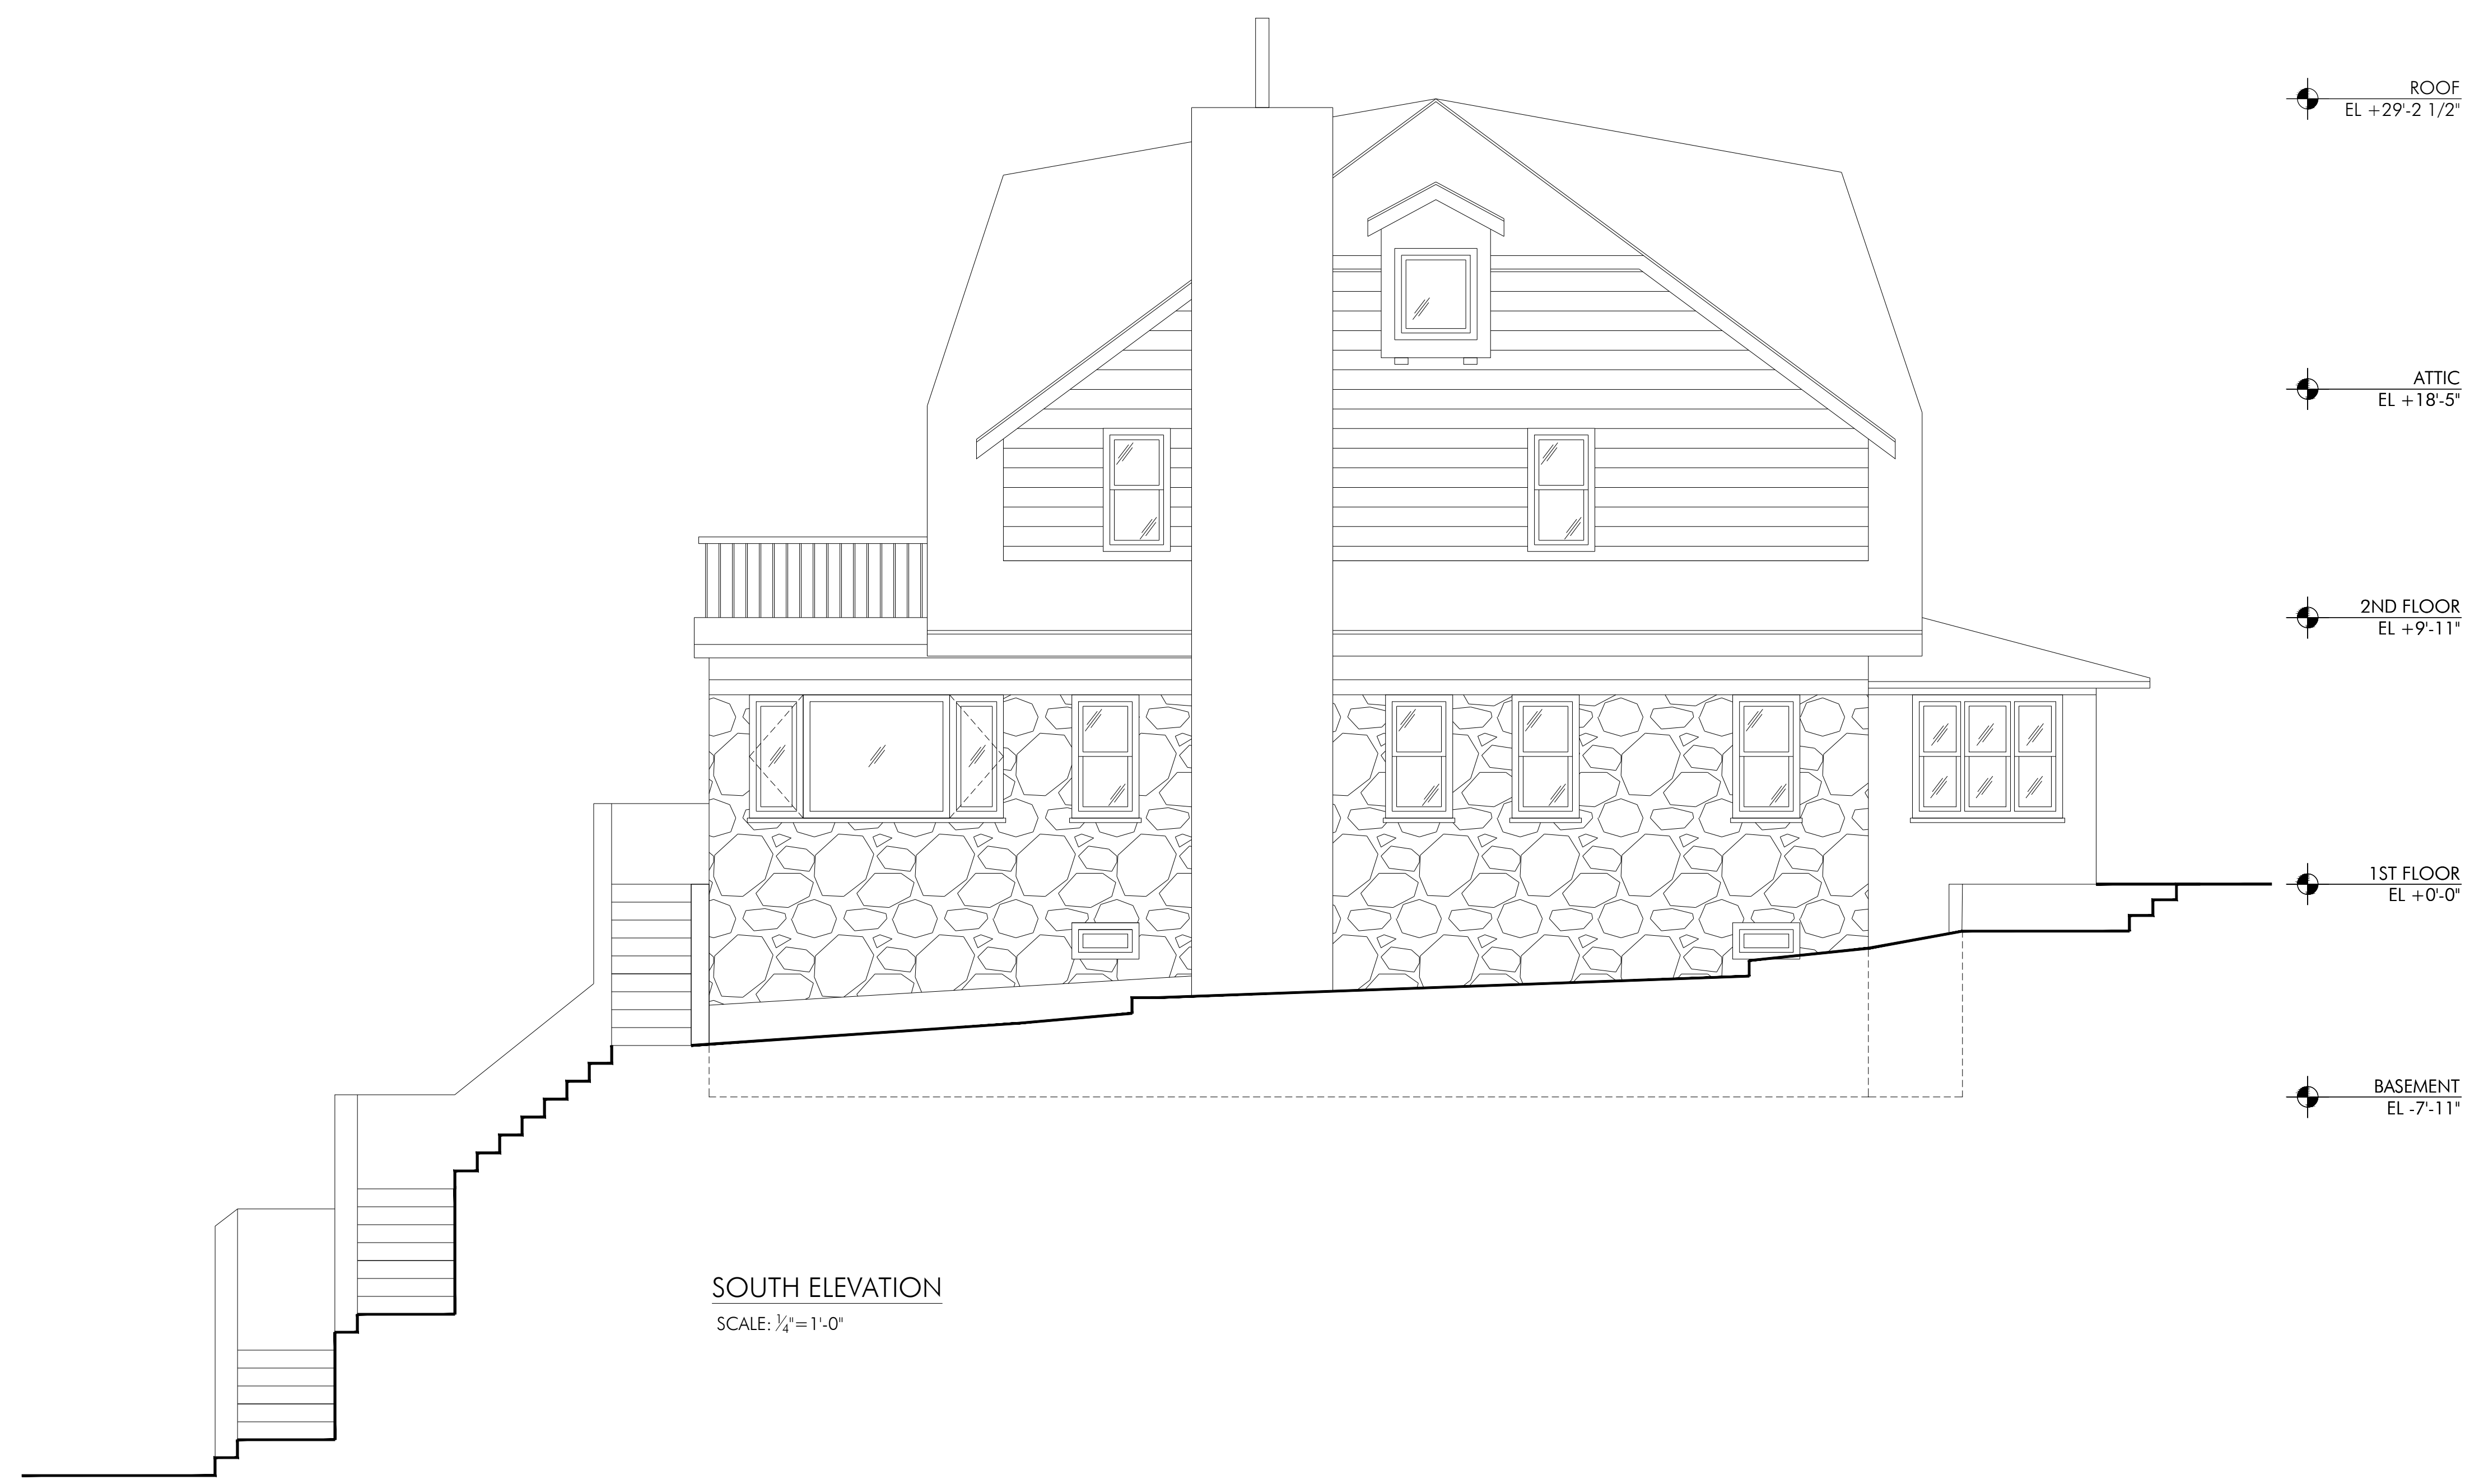 ROOF
EL +29'-2 1/2"
ATTIC
EL +18'-5"
2ND FLOOR
EL +9'-11"
1ST FLOOR
EL +0'-0"
BASEMENT
EL -7'-11"
SOUTH ELEVATION
SCALE: ¼"=1'-0"